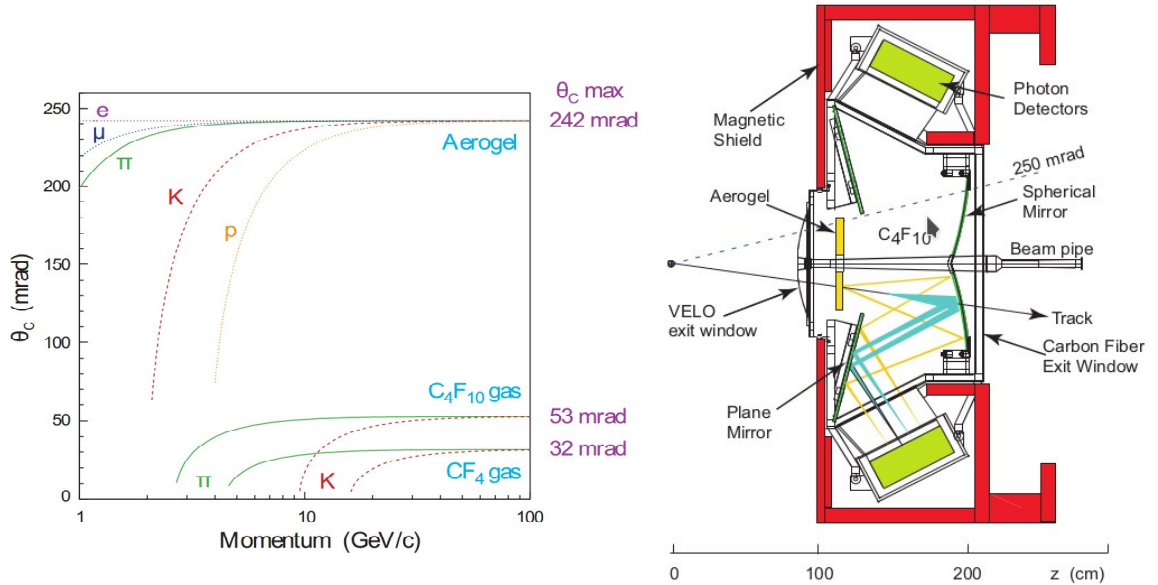 250
200
150
100
50
0
θC (mrad)
e
μ
π
K
p
Aerogel
C4F10 gas
CF4 gas
π
K
1
10
100
Momentum (GeV/c)
θC max
242 mrad
53 mrad
32 mrad
Magnetic
Shield
Photon
Detectors
250 mrad
Aerogel
C4F10
Spherical
Mirror
Beam pipe
VELO
exit window
Track
Carbon Fiber
Exit Window
Plane
Mirror
0
100
200
z (cm)